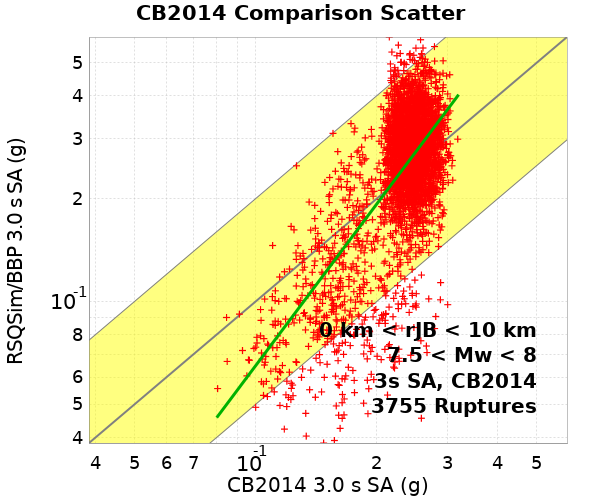 CB2014 Comparison Scatter
RSQSim/BBP 3.0 s SA (g)
5
4
3
2
10-1
8
6
5
4
0 km < rJB < 10 km
7.5 < Mw < 8
3s SA, CB2014
3755 Ruptures
4 5 6 7 10-1 2 3 4 5
CB2014 3.0 s SA (g)